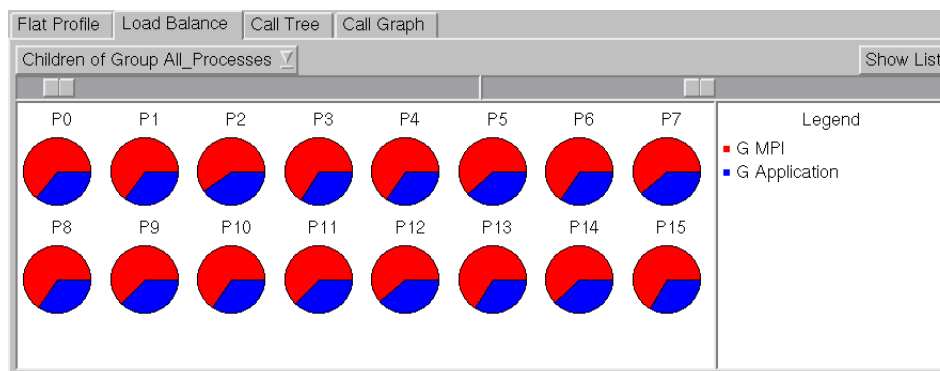 Flat Profile Load Balance Call Tree Call Graph
Children of Group All_Processes Show List
P0 P1 P2 P3 P4 P5 P6 P7 Legend
G MPI
G Application
P8 P9 P10 P11 P12 P13 P14 P15